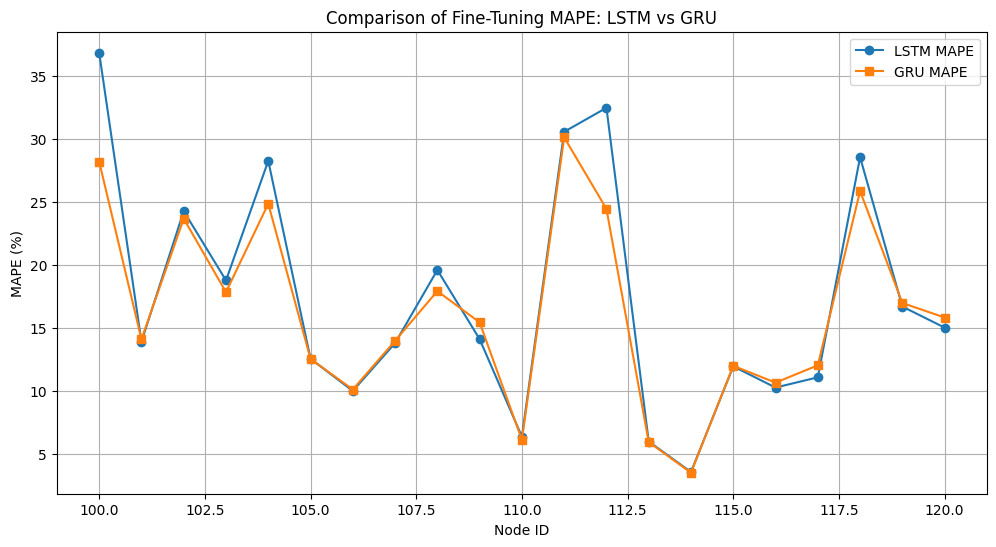 Comparison of Fine-Tuning MAPE: LSTM vs GRU
LSTM MAPE
GRU MAPE
MAPE (%)
35
30
25
20
15
10
5
100.0 102.5 105.0 107.5 110.0 112.5 115.0 117.5 120.0
Node ID